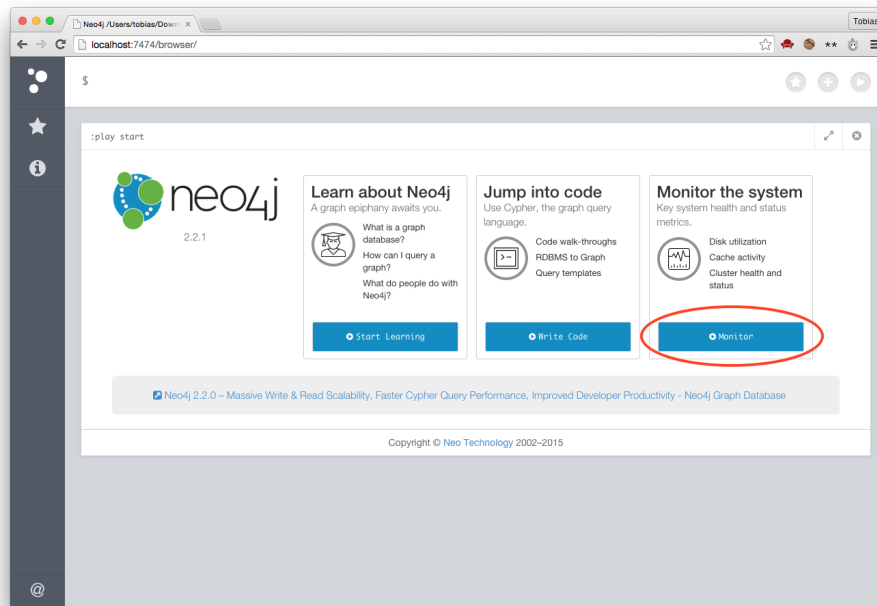 Neo4j /Users/tobias/Downl
Tobias
localhost:7474/browser/
$
:play start
neo4j
2.2.1
Learn about Neo4j
A graph epiphany awaits you.
What is a graph
database?
How can I query a
graph?
What do people do with
Neo4j?
Start Learning
Jump into code
Use Cypher, the graph query
language.
Code walk-throughs
RDBMS to Graph
Query templates
Write Code
Monitor the system
Key system health and status
metrics.
Disk utilization
Cache activity
Cluster health and
status
Monitor
Neo4j 2.2.0 – Massive Write & Read Scalability, Faster Cypher Query Performance, Improved Developer Productivity - Neo4j Graph Database
Copyright © Neo Technology 2002–2015
@